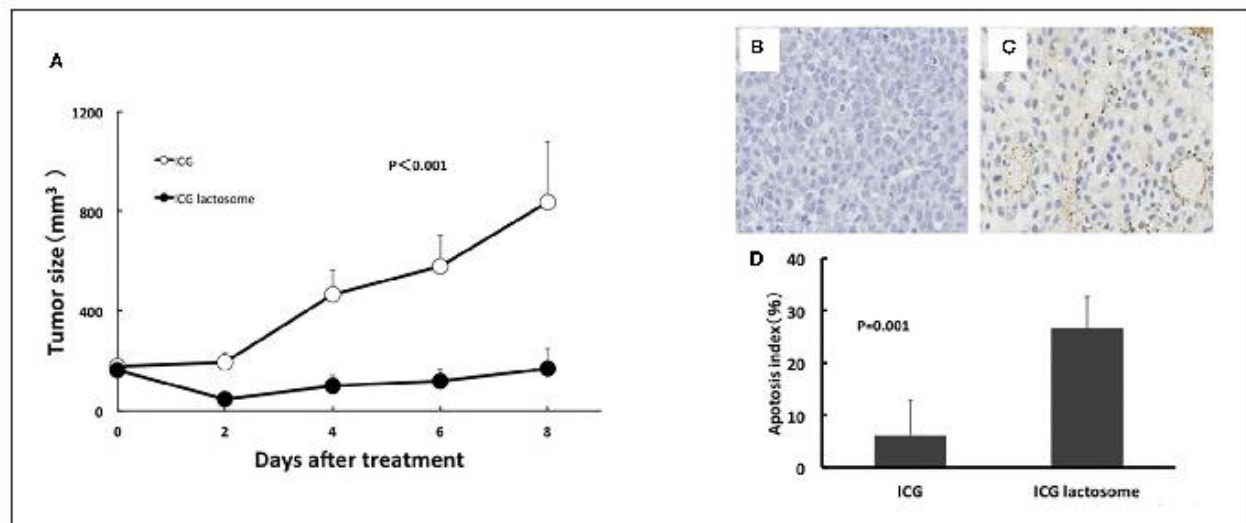 A
Tumor size (mm³)
1200
800
400
0
ICG
ICG lactosome
P＜0.001
0 2 4 6 8
Days after treatment
B
C
D
Apotosis index(%)
40
30
20
10
0
P=0.001
ICG ICG lactosome